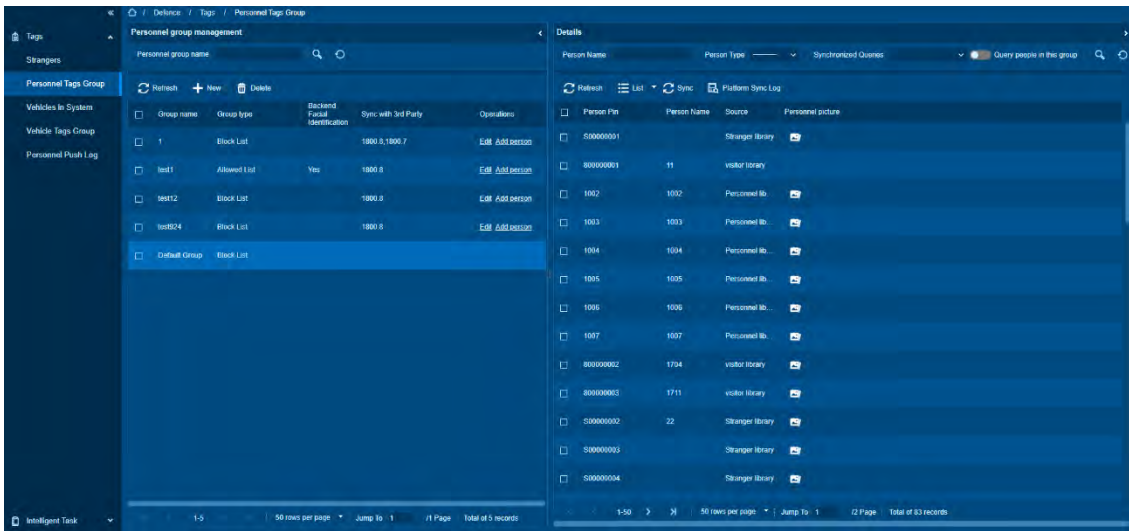 « / Defence / Tags / Personnel Tags Group
Tags
Strangers
Personnel Tags Group
Vehicles in System
Vehicle Tags Group
Personnel Push Log
Intelligent Task
Personnel group management
Personnel group name
Refresh New Delete
Group name Group type Backend Facial Identification Sync with 3rd Party Operations
1 Block List 1800.8,1800.7 Edit Add person
test1 Allowed List Yes 1800.8 Edit Add person
test12 Block List 1800.8 Edit Add person
test924 Block List 1800.8 Edit Add person
Default Group Block List
1-5 50 rows per page Jump To 1 /1 Page Total of 5 records
Details
Person Name Person Type Synchronized Queries Query people in this group
Refresh List Sync Platform Sync Log
Person Pin Person Name Source Personnel picture
S00000001 Stranger library
800000001 11 visitor library
1002 1002 Personnel lib...
1003 1003 Personnel lib...
1004 1004 Personnel lib...
1005 1005 Personnel lib...
1006 1006 Personnel lib...
1007 1007 Personnel lib...
800000002 1704 visitor library
800000003 1711 visitor library
S00000002 22 Stranger library
S00000003 Stranger library
S00000004 Stranger library
1-50 50 rows per page Jump To 1 /2 Page Total of 83 records